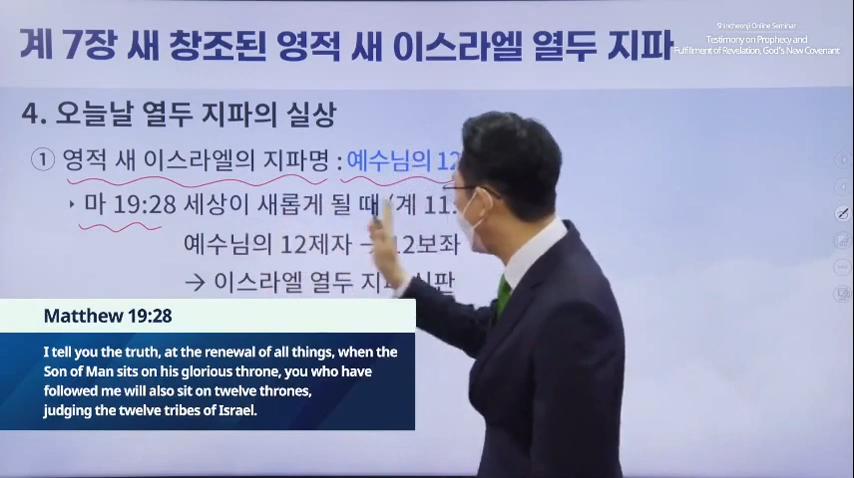 Shincheonji Online Seminar
Testimony on Prophecy and
Fulfillment of Revelation, God's New Covenant
계 7장 새 창조된 영적 새 이스라엘 열두 지파
4. 오늘날 열두 지파의 실상
① 영적 새 이스라엘의 지파명 : 예수님의 12
‣ 마 19:28 세상이 새롭게 될 때 (계 11:
예수님의 12제자 → 12보좌
→ 이스라엘 열두 지파 심판
Matthew 19:28
I tell you the truth, at the renewal of all things, when the
Son of Man sits on his glorious throne, you who have
followed me will also sit on twelve thrones,
judging the twelve tribes of Israel.